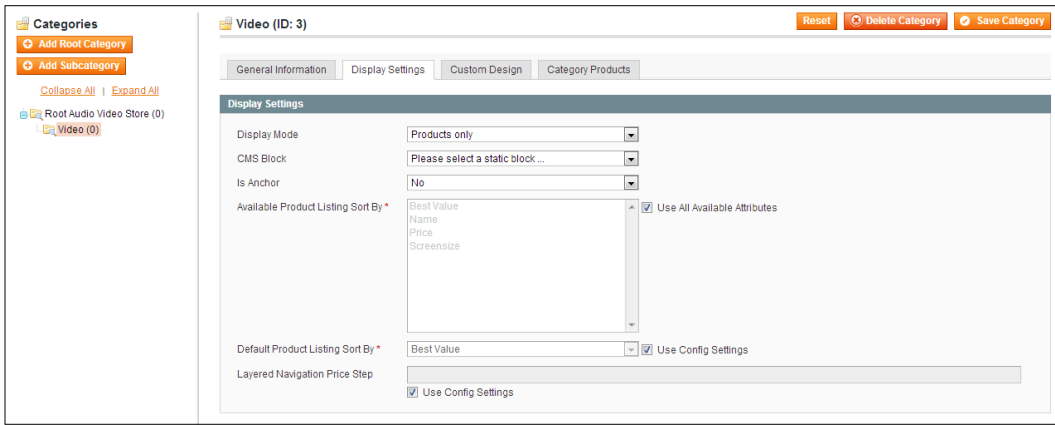 Categories
Add Root Category
Add Subcategory
Collapse All | Expand All
Root Audio Video Store (0)
Video (0)
Video (ID: 3)
Reset
Delete Category
Save Category
General Information
Display Settings
Custom Design
Category Products
Display Settings
Display Mode
Products only
CMS Block
Please select a static block ...
Is Anchor
No
Available Product Listing Sort By *
Best Value
Name
Price
Screensize
Use All Available Attributes
Default Product Listing Sort By *
Best Value
Use Config Settings
Layered Navigation Price Step
Use Config Settings